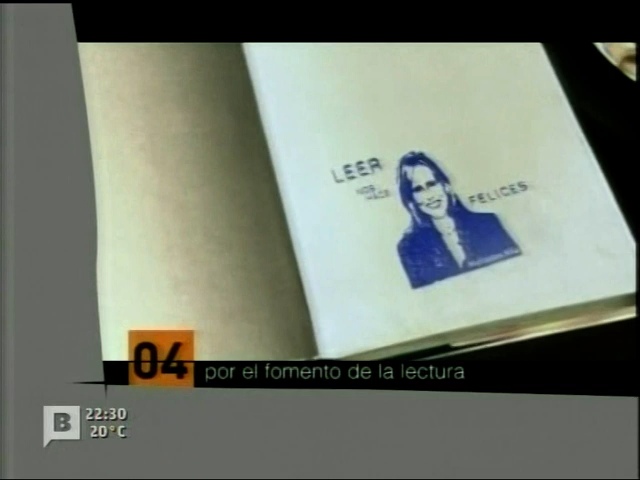 LEER
NOS
HACE
FELICES
04
por el fomento de la lectura
B
22:30
20°C